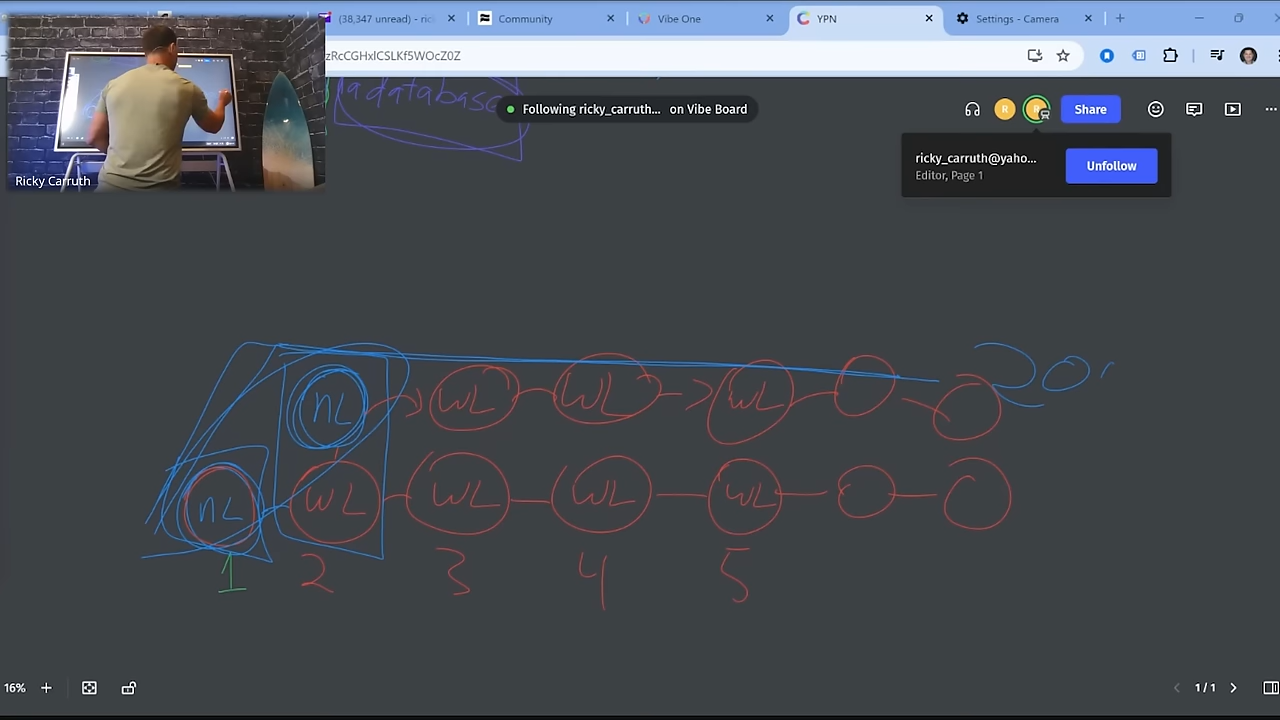 (38,347 unread) - ric
Community
Vibe One
YPN
Settings - Camera
zRcCGHxlCSLKf5WOcZ0Z
a database
Following ricky_carruth... on Vibe Board
R
Share
ricky_carruth@yaho...
Editor, Page 1
Unfollow
Ricky Carruth
200
nL WL WL WL
nL WL WL WL WL
1 2 3 4 5
16%
1/1